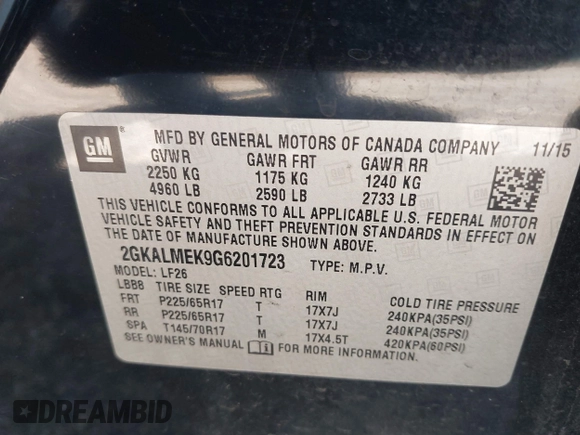 GM ® MFD BY GENERAL MOTORS OF CANADA COMPANY 11/15
GVWR GAWR FRT GAWR RR
2250 KG 1175 KG 1240 KG
4960 LB 2590 LB 2733 LB
THIS VEHICLE CONFORMS TO ALL APPLICABLE U.S. FEDERAL MOTOR
VEHICLE SAFETY AND THEFT PREVENTION STANDARDS IN EFFECT ON
THE DATE OF MANUFACTURE SHOWN ABOVE.
2GKALMEK9G6201723 TYPE: M.P.V.
MODEL: LF26
LBBB TIRE SIZE SPEED RTG RIM COLD TIRE PRESSURE
FRT P225/65R17 T 17X7J 240KPA(35PSI)
RR P225/65R17 T 17X7J 240KPA(35PSI)
SPA T145/70R17 M 17X4.5T 420KPA(60PSI)
SEE OWNER'S MANUAL FOR MORE INFORMATION.
DREAMBID